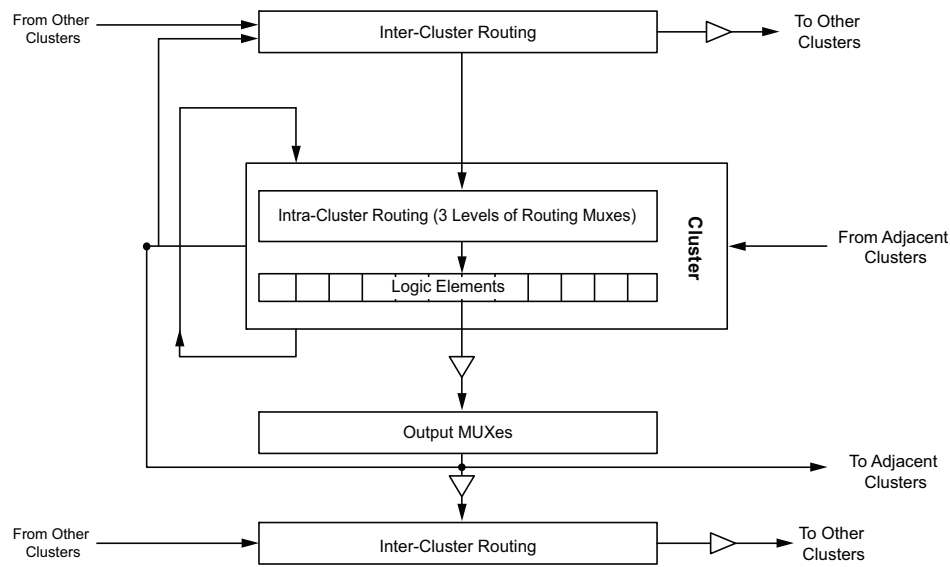 From Other
Clusters
Inter-Cluster Routing
To Other
Clusters
Intra-Cluster Routing (3 Levels of Routing Muxes)
Cluster
From Adjacent
Clusters
Logic Elements
Output MUXes
To Adjacent
Clusters
From Other
Clusters
Inter-Cluster Routing
To Other
Clusters